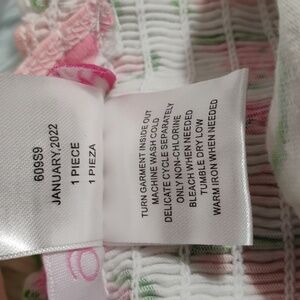 609S9
JANUARY,2022
1 PIECE
1 PIEZA
TURN GARMENT INSIDE OUT
MACHINE WASH COLD
DELICATE CYCLE SEPARATELY
ONLY NON-CHLORINE
BLEACH WHEN NEEDED
TUMBLE DRY LOW
WARM IRON WHEN NEEDED